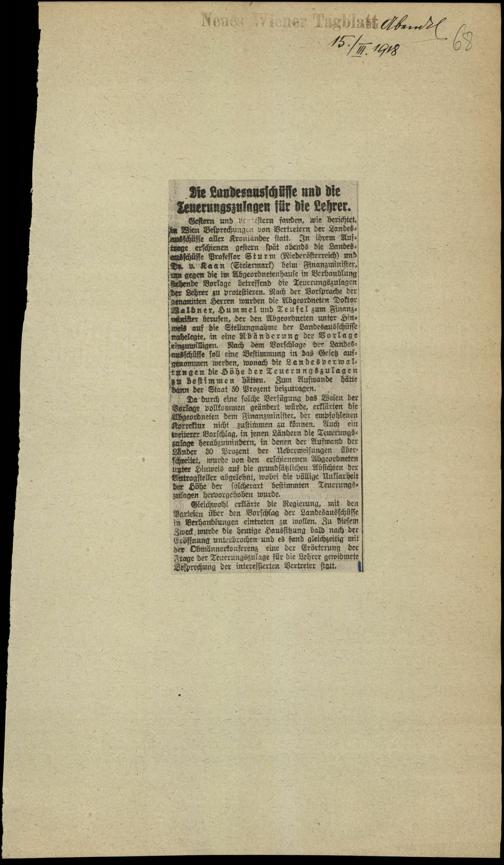 Neues Wiener Tagblatt Abendbl
15./III. 1918
68
Die Landesausschüsse und die
Teuerungszulagen für die Lehrer.
Gestern und vorgestern fanden, wie berichtet,
in Wien Besprechungen von Vertretern der Landes-
ausschüsse aller Kronländer statt. In ihrem Auf-
trage erschienen gestern spät abends die Landes-
ausschüsse Professor Sturm (Niederösterreich) und
Dr. v. Kaan (Steiermark) beim Finanzminister,
um gegen die im Abgeordnetenhause in Verhandlung
stehende Vorlage betreffend die Teuerungszulagen
der Lehrer zu protestieren. Nach der Vorsprache der
genannten Herren wurden die Abgeordneten Doktor
Waldner, Hummel und Teufel zum Finanz-
minister berufen, der den Abgeordneten unter Hin-
weis auf die Stellungnahme der Landesausschüsse
nahelegte, in eine Abänderung der Vorlage
einzuwilligen. Nach dem Vorschlage der Landes-
ausschüsse soll eine Bestimmung in das Gesetz auf-
genommen werden, wonach die Landesverwal-
tungen die Höhe der Teuerungszulagen
zu bestimmen hätten. Zum Aufwande hätte
dann der Staat 50 Prozent beizutragen.
Da durch eine solche Verfügung das Wesen der
Vorlage vollkommen geändert würde, erklärten die
Abgeordneten dem Finanzminister, der empfohlenen
Korrektur nicht zustimmen zu können. Auch ein
weiterer Vorschlag, in jenen Ländern die Teuerungs-
zulage herabzumindern, in denen der Aufwand der
Länder 30 Prozent der Ueberweisungen über-
schreitet, wurde von den erschienenen Abgeordneten
unter Hinweis auf die grundsätzlichen Absichten der
Antragsteller abgelehnt, wobei die völlige Unklarheit
der Höhe der solcherart bestimmten Teuerungs-
zulagen hervorgehoben wurde.
Gleichwohl erklärte die Regierung, mit den
Parteien über den Vorschlag der Landesausschüsse
in Verhandlungen eintreten zu wollen. Zu diesem
Zweck wurde die heutige Haussitzung bald nach der
Eröffnung unterbrochen und es fand gleichzeitig mit
der Obmännerkonferenz eine der Erörterung der
Frage der Teuerungszulage für die Lehrer gewidmete
Besprechung der interessierten Vertreter statt.